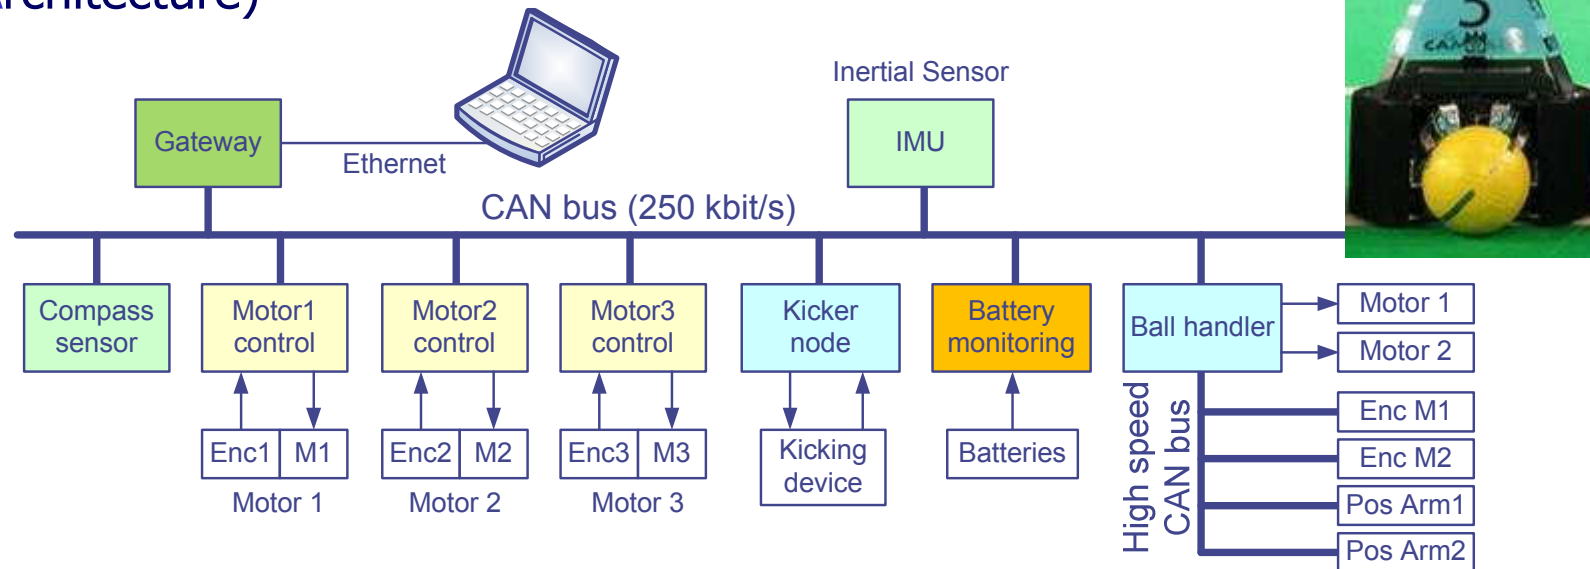 Architecture)
Inertial Sensor
Gateway
IMU
Ethernet
CAN bus (250 kbit/s)
Compass
sensor
Motor1
control
Motor2
control
Motor3
control
Kicker
node
Battery
monitoring
Ball handler
Motor 1
Motor 2
Enc1
M1
Enc2
M2
Enc3
M3
Kicking
device
Batteries
Motor 1
Motor 2
Motor 3
High speed
CAN bus
Enc M1
Enc M2
Pos Arm1
Pos Arm2